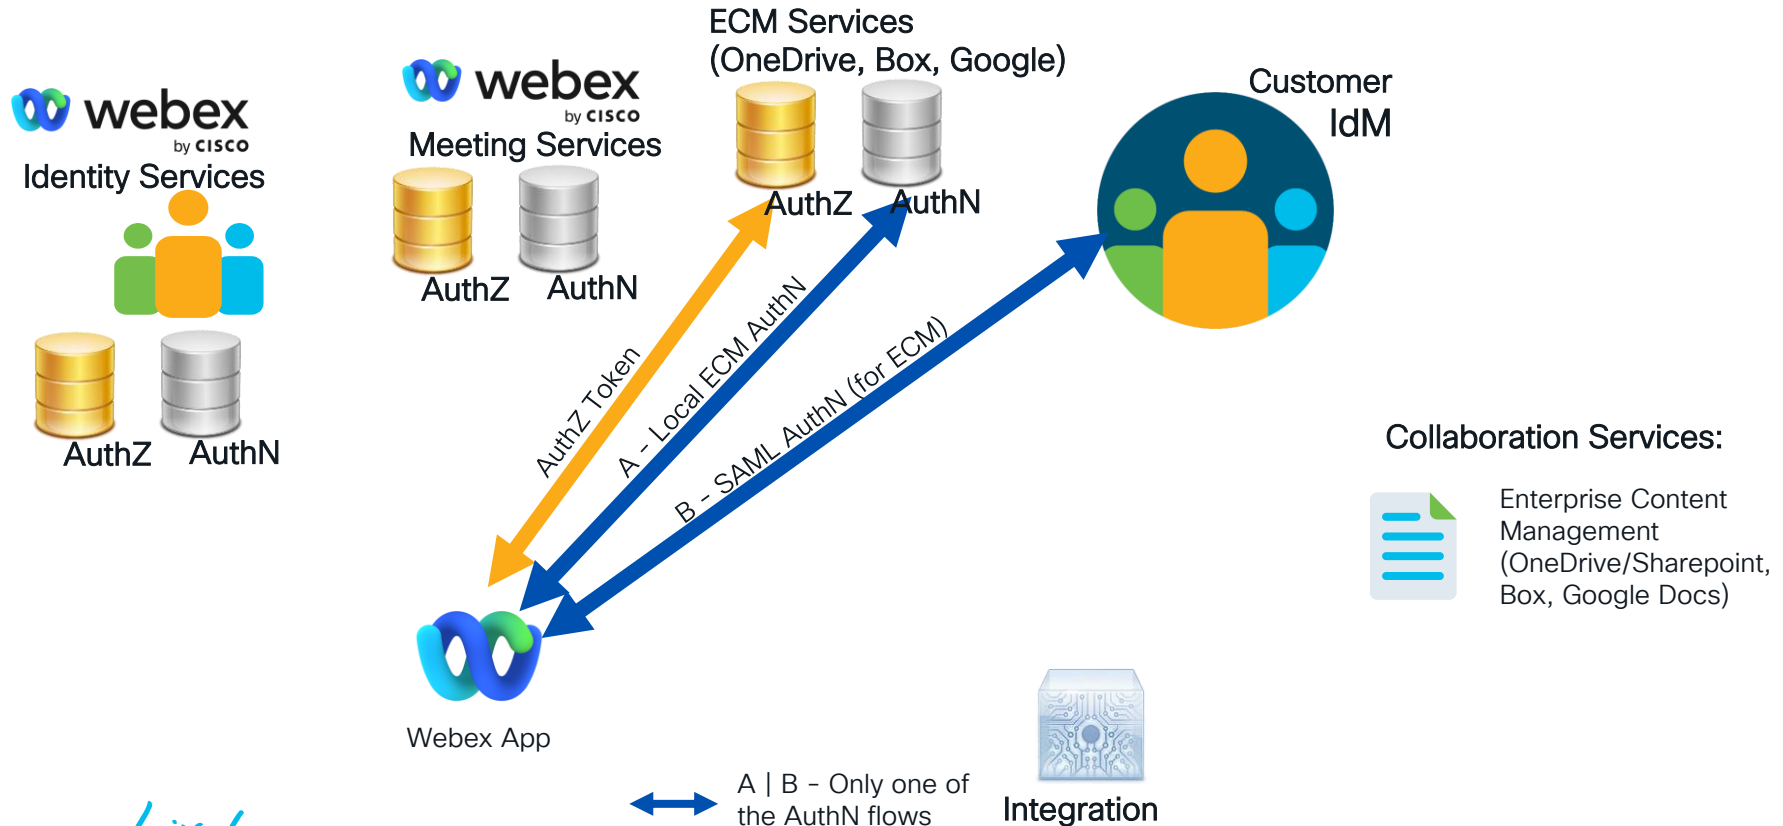 ECM Services
(OneDrive, Box, Google)
webex
by CISCO
Meeting Services
webex
by CISCO
Identity Services
Customer
IdM
AuthZ
AuthN
AuthZ
AuthN
AuthZ
AuthN
AuthZ Token
A - Local ECM AuthN
B - SAML AuthN (for ECM)
Collaboration Services:
Enterprise Content
Management
(OneDrive/Sharepoint,
Box, Google Docs)
Webex App
A | B - Only one of
the AuthN flows
Integration